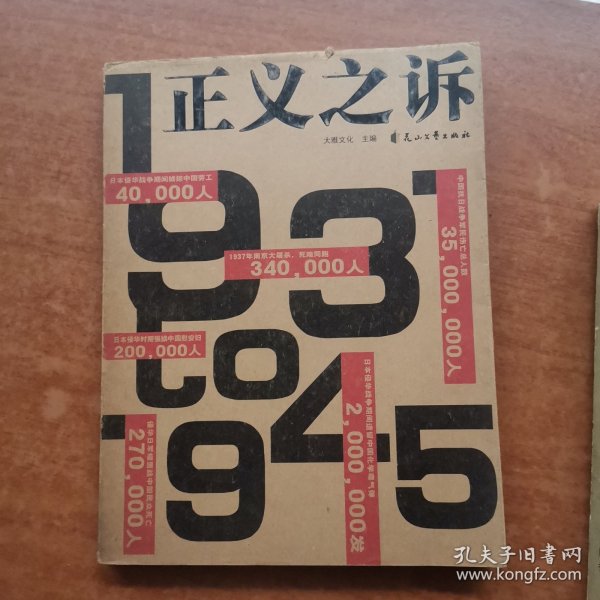 正义之诉
大雅文化 主编 花山文艺出版社
1931
to
1945
日本侵华战争期间掳掠中国劳工
40,000人
中国抗日战争军民伤亡总人数
35,000,000人
1937年南京大屠杀，死难同胞
340,000人
日本侵华时期强掳中国慰安妇
200,000人
日本侵华战争期间遗留中国化学毒气弹
2,000,000发
侵华日军细菌战中国民众死亡
270,000人
孔夫子旧书网
www.kongfz.com